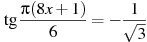 tg π(8x + 1)/6 = − 1/√3